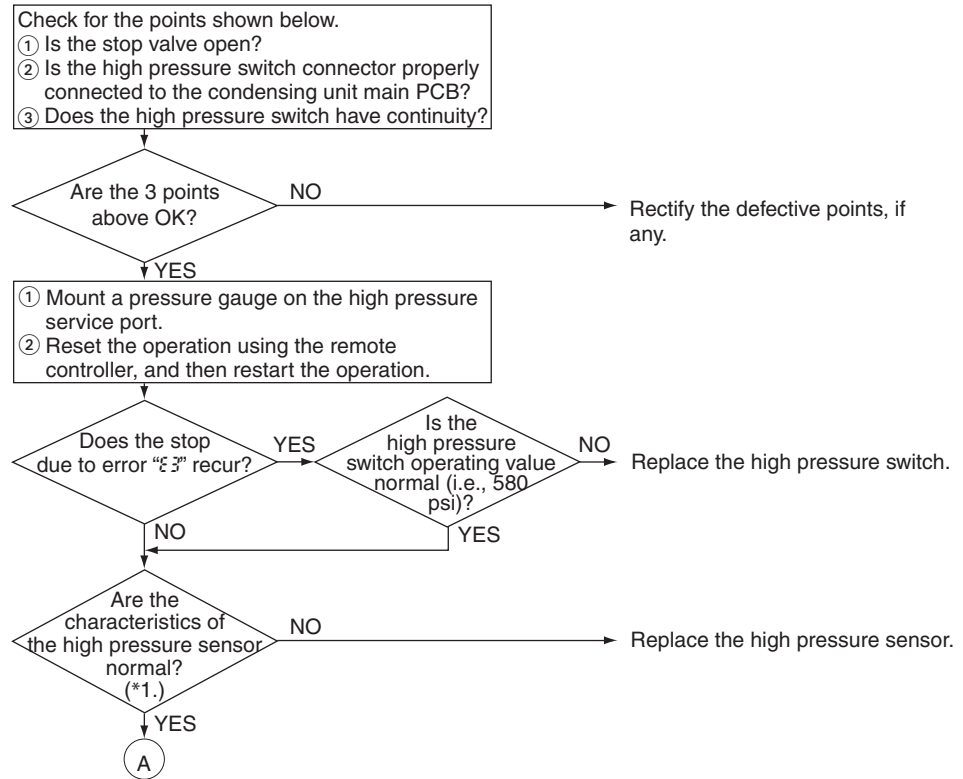 Check for the points shown below.
① Is the stop valve open?
② Is the high pressure switch connector properly
connected to the condensing unit main PCB?
③ Does the high pressure switch have continuity?
Are the 3 points
above OK?
NO
Rectify the defective points, if
any.
YES
① Mount a pressure gauge on the high pressure
service port.
② Reset the operation using the remote
controller, and then restart the operation.
Does the stop
due to error “E3” recur?
YES
Is the
high pressure
switch operating value
normal (i.e., 580
psi)?
NO
Replace the high pressure switch.
NO
YES
Are the
characteristics of
the high pressure sensor
normal?
(*1.)
NO
Replace the high pressure sensor.
YES
A